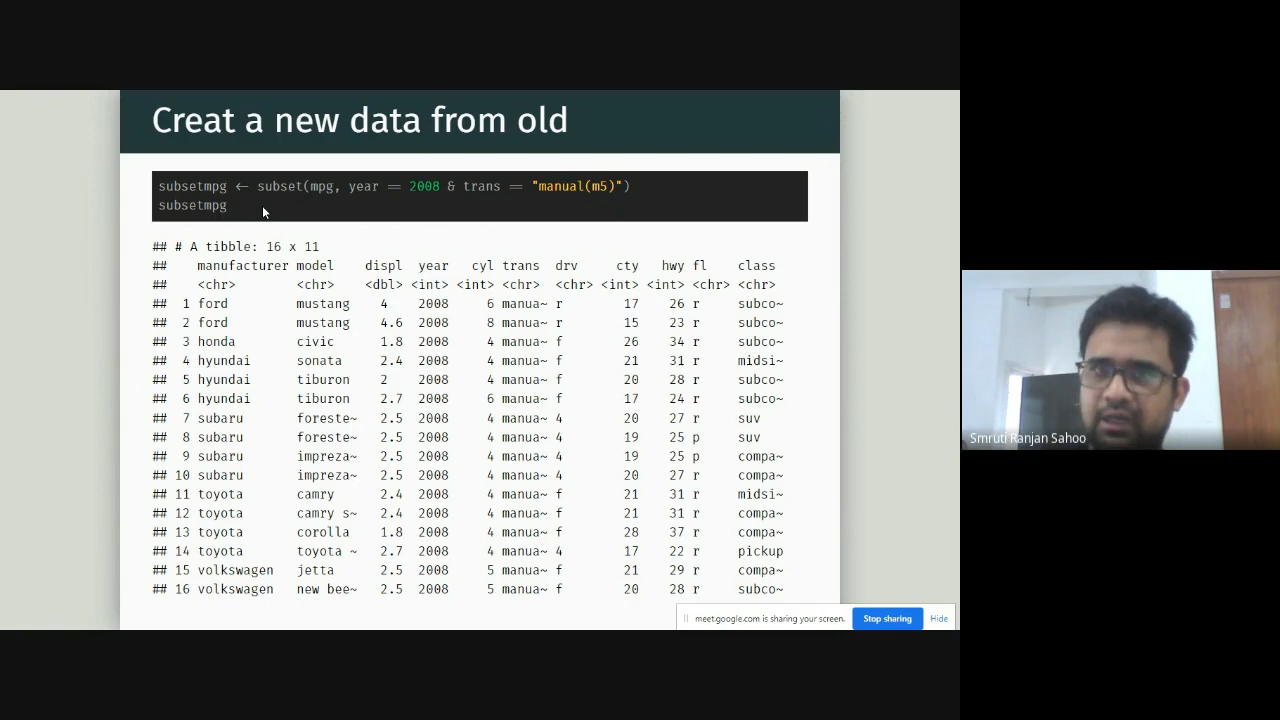 Creat a new data from old
subsetmpg ← subset(mpg, year == 2008 & trans == "manual(m5)")
subsetmpg
## # A tibble: 16 x 11
## manufacturer model displ year cyl trans drv cty hwy fl class
## <chr> <chr> <dbl> <int> <int> <chr> <chr> <int> <int> <chr> <chr>
## 1 ford mustang 4 2008 6 manua~ r 17 26 r subco~
## 2 ford mustang 4.6 2008 8 manua~ r 15 23 r subco~
## 3 honda civic 1.8 2008 4 manua~ f 26 34 r subco~
## 4 hyundai sonata 2.4 2008 4 manua~ f 21 31 r midsi~
## 5 hyundai tiburon 2 2008 4 manua~ f 20 28 r subco~
## 6 hyundai tiburon 2.7 2008 6 manua~ f 17 24 r subco~
## 7 subaru foreste~ 2.5 2008 4 manua~ 4 20 27 r suv
## 8 subaru foreste~ 2.5 2008 4 manua~ 4 19 25 p suv
## 9 subaru impreza~ 2.5 2008 4 manua~ 4 19 25 p compa~
## 10 subaru impreza~ 2.5 2008 4 manua~ 4 20 27 r compa~
## 11 toyota camry 2.4 2008 4 manua~ f 21 31 r midsi~
## 12 toyota camry s~ 2.4 2008 4 manua~ f 21 31 r compa~
## 13 toyota corolla 1.8 2008 4 manua~ f 28 37 r compa~
## 14 toyota toyota ~ 2.7 2008 4 manua~ 4 17 22 r pickup
## 15 volkswagen jetta 2.5 2008 5 manua~ f 21 29 r compa~
## 16 volkswagen new bee~ 2.5 2008 5 manua~ f 20 28 r subco~
meet.google.com is sharing your screen. Stop sharing Hide
Smruti Ranjan Sahoo